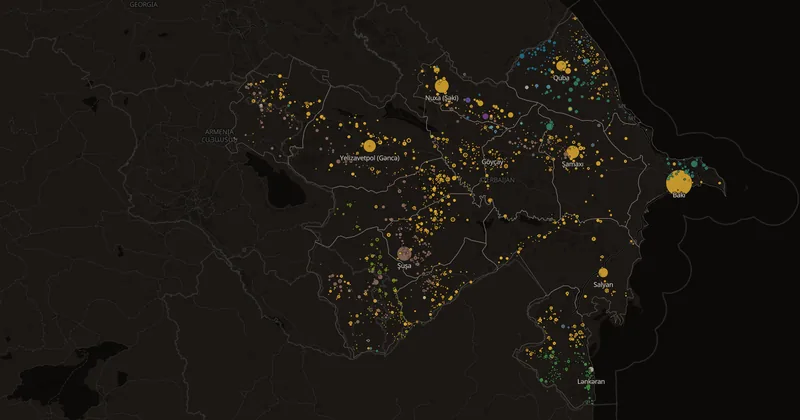 GEORGIA
Quba
Nuxa (Şəki)
ARMENIA
Yelizavetpol (Gəncə)
Göyçay
Şamaxı
Bakı
Şuşa
Salyan
Lənkəran